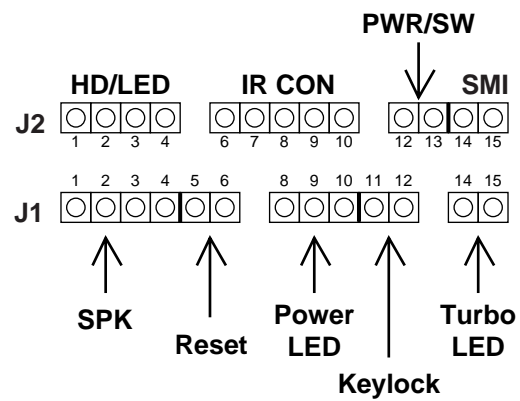 PWR/SW
HD/LED IR CON SMI
J2
1 2 3 4 6 7 8 9 10 12 13 14 15
1 2 3 4 5 6 8 9 10 11 12 14 15
J1
SPK
Reset
Power
LED
Keylock
Turbo
LED